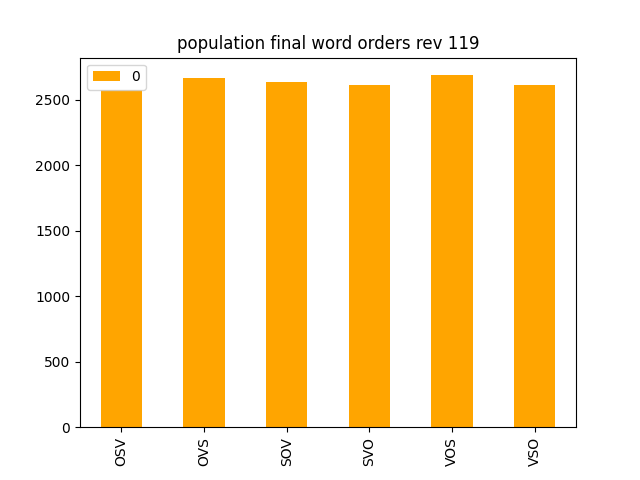 population final word orders rev 119
0
2500
2000
1500
1000
500
0
OSV
OVS
SOV
SVO
VOS
VSO